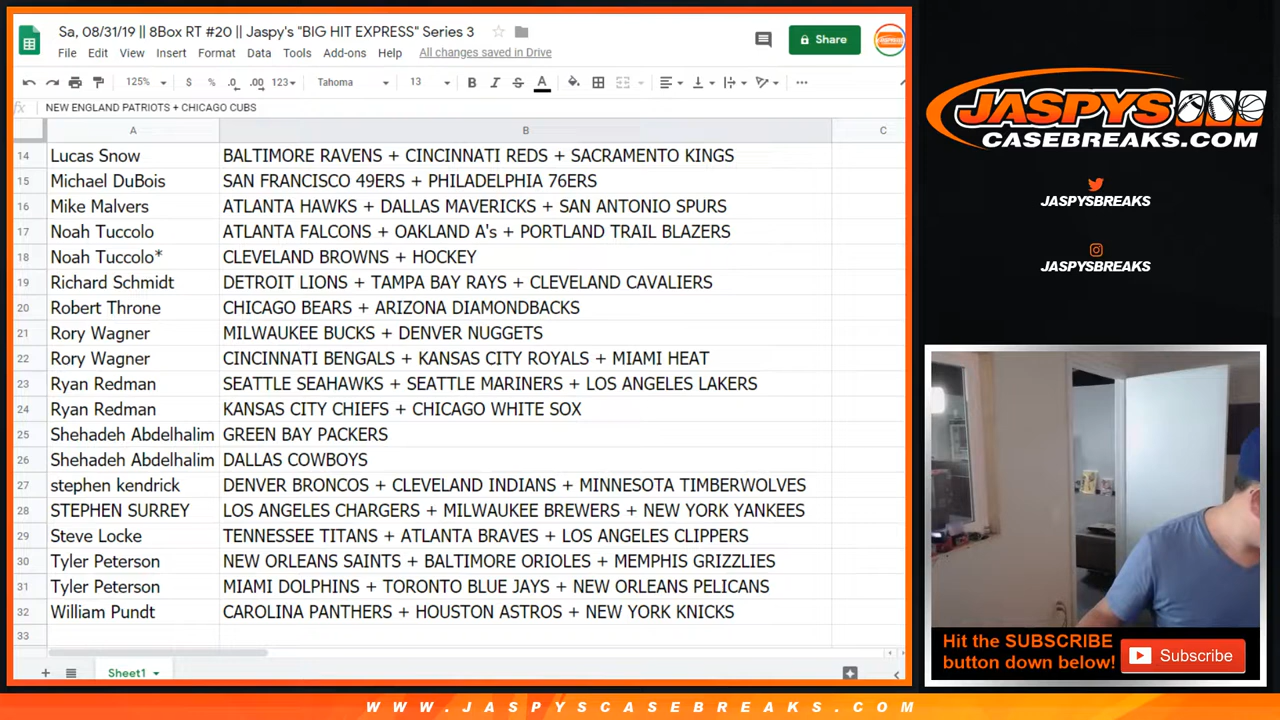 Sa, 08/31/19 || 8Box RT #20 || Jaspy's "BIG HIT EXPRESS" Series 3
File Edit View Insert Format Data Tools Add-ons Help All changes saved in Drive
Share
125% $ % .0 .00 123 Tahoma 13 B I S A
fx NEW ENGLAND PATRIOTS + CHICAGO CUBS
A B C
14 Lucas Snow BALTIMORE RAVENS + CINCINNATI REDS + SACRAMENTO KINGS
15 Michael DuBois SAN FRANCISCO 49ERS + PHILADELPHIA 76ERS
16 Mike Malvers ATLANTA HAWKS + DALLAS MAVERICKS + SAN ANTONIO SPURS
17 Noah Tuccolo ATLANTA FALCONS + OAKLAND A's + PORTLAND TRAIL BLAZERS
18 Noah Tuccolo* CLEVELAND BROWNS + HOCKEY
19 Richard Schmidt DETROIT LIONS + TAMPA BAY RAYS + CLEVELAND CAVALIERS
20 Robert Throne CHICAGO BEARS + ARIZONA DIAMONDBACKS
21 Rory Wagner MILWAUKEE BUCKS + DENVER NUGGETS
22 Rory Wagner CINCINNATI BENGALS + KANSAS CITY ROYALS + MIAMI HEAT
23 Ryan Redman SEATTLE SEAHAWKS + SEATTLE MARINERS + LOS ANGELES LAKERS
24 Ryan Redman KANSAS CITY CHIEFS + CHICAGO WHITE SOX
25 Shehadeh Abdelhalim GREEN BAY PACKERS
26 Shehadeh Abdelhalim DALLAS COWBOYS
27 stephen kendrick DENVER BRONCOS + CLEVELAND INDIANS + MINNESOTA TIMBERWOLVES
28 STEPHEN SURREY LOS ANGELES CHARGERS + MILWAUKEE BREWERS + NEW YORK YANKEES
29 Steve Locke TENNESSEE TITANS + ATLANTA BRAVES + LOS ANGELES CLIPPERS
30 Tyler Peterson NEW ORLEANS SAINTS + BALTIMORE ORIOLES + MEMPHIS GRIZZLIES
31 Tyler Peterson MIAMI DOLPHINS + TORONTO BLUE JAYS + NEW ORLEANS PELICANS
32 William Pundt CAROLINA PANTHERS + HOUSTON ASTROS + NEW YORK KNICKS
33
Sheet1
JASPYS
CASEBREAKS.COM
JASPYSBREAKS
JASPYSBREAKS
Hit the SUBSCRIBE
button down below!
Subscribe
WWW.JASPYSCASEBREAKS.COM